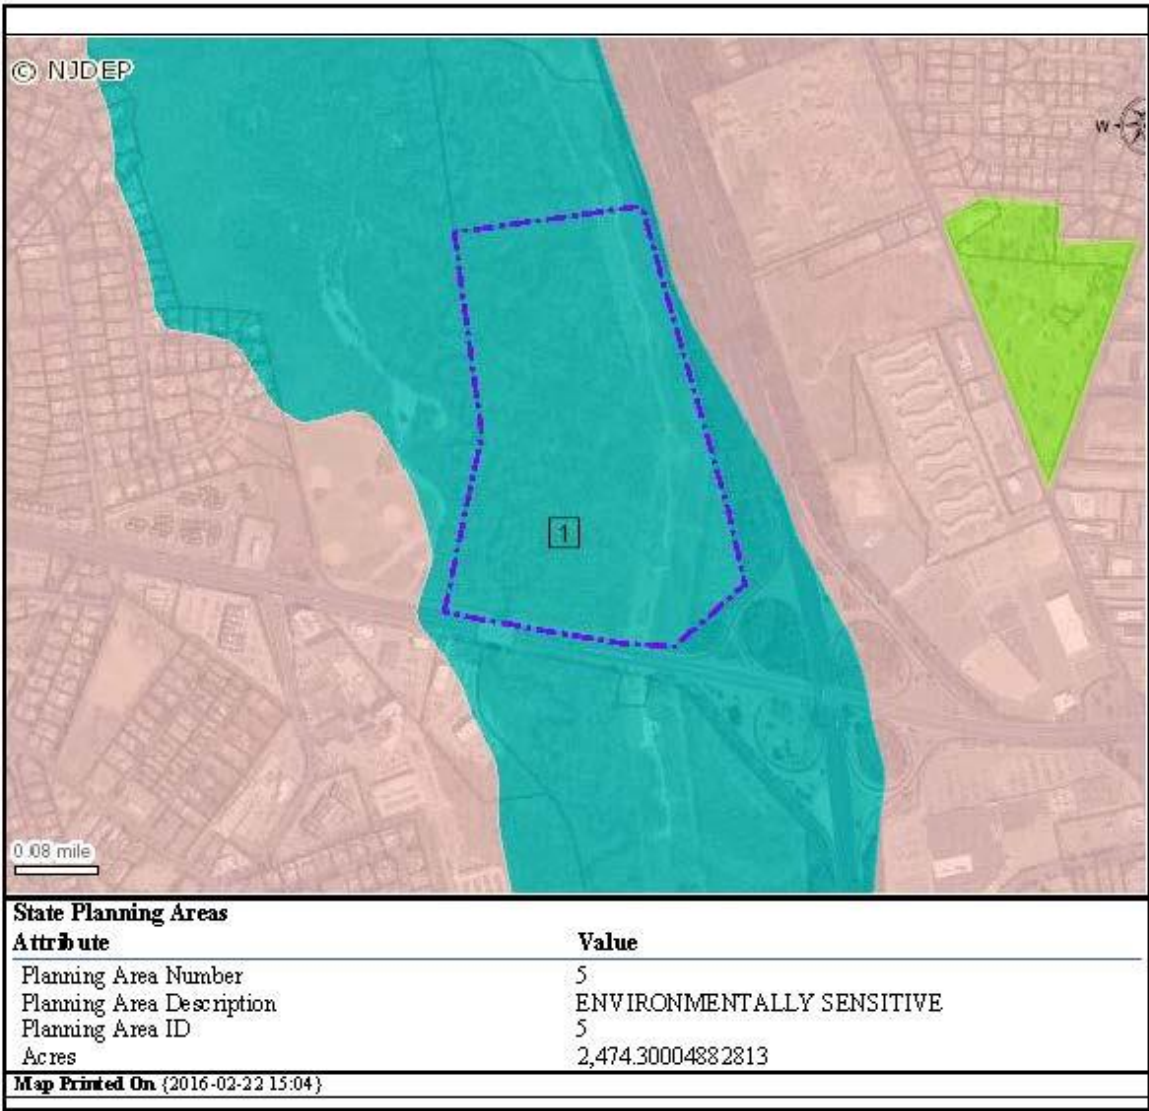 © NJDEP
W
1
0.08 mile
State Planning Areas
Attribute Value
Planning Area Number 5
Planning Area Description ENVIRONMENTALLY SENSITIVE
Planning Area ID 5
Acres 2,474.30004882813
Map Printed On {2016-02-22 15:04}